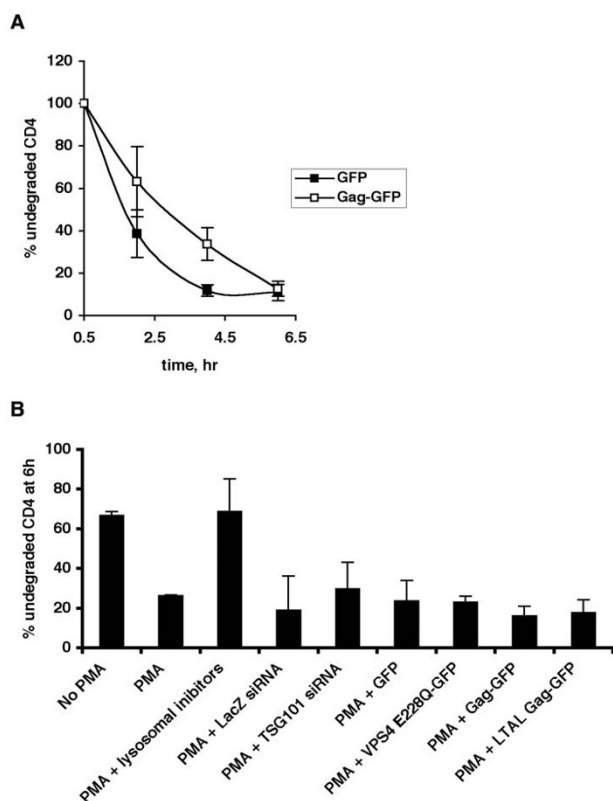 A
120
100
80
60
40
20
0
% undegraded CD4
0.5 2.5 4.5 6.5
time, hr
GFP
Gag-GFP
B
100
80
60
40
20
0
% undegraded CD4 at 6h
No PMA
PMA
PMA + lysosomal inibitors
PMA + LacZ siRNA
PMA + TSG101 siRNA
PMA + GFP
PMA + VPS4 E228Q-GFP
PMA + Gag-GFP
PMA + LTAL Gag-GFP